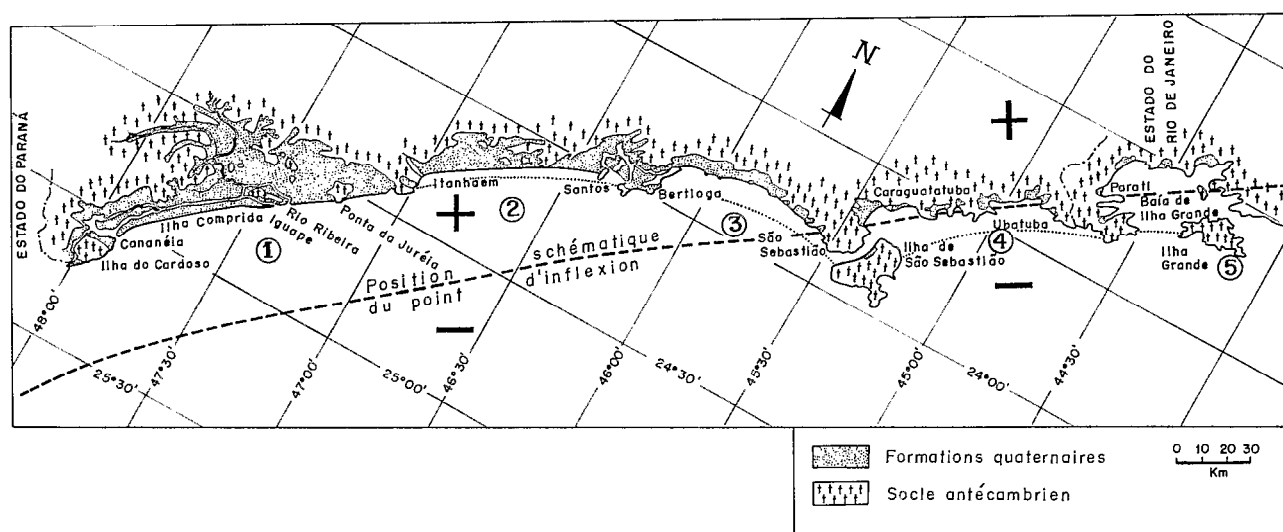 ESTADO DO PARANÁ
Cananéia
Ilha do Cardoso
Ilha Comprida
Iguape
Rio Ribeira
Ponta da Juréia
①
Itanhaem
Santos
②
+
Bertioga
③
São
Sebastião
Caraguatatuba
Ilha de
São Sebastião
Ubatuba
④
N
+
ESTADO DO
RIO DE JANEIRO
Parati
Baía de
Ilha Grande
Ilha
Grande
⑤
Position schématique
du point d'inflexion
−
−
48°00'
25°30'
47°30'
47°00'
25°00'
46°30'
46°00'
24°30'
45°30'
45°00'
24°00'
44°30'
Formations quaternaires
Socle antécambrien
0 10 20 30
Km